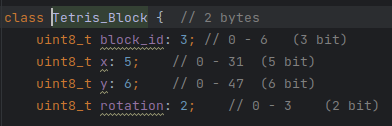 class Tetris_Block {  // 2 bytes
    uint8_t block_id: 3; // 0 - 6   (3 bit)
    uint8_t x: 5;    // 0 - 31  (5 bit)
    uint8_t y: 6;    // 0 - 47  (6 bit)
    uint8_t rotation: 2;    // 0 - 3    (2 bit)